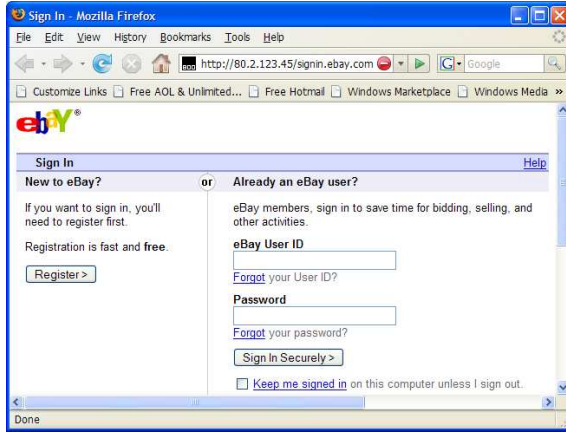 Sign In - Mozilla Firefox
File Edit View History Bookmarks Tools Help
http://80.2.123.45/signin.ebay.com G Google
Customize Links Free AOL & Unlimited... Free Hotmail Windows Marketplace Windows Media »
ebaY®
Sign In Help
New to eBay? or Already an eBay user?
If you want to sign in, you'll
need to register first.
Registration is fast and free.
Register >
eBay members, sign in to save time for bidding, selling, and
other activities.
eBay User ID
Forgot your User ID?
Password
Forgot your password?
Sign In Securely >
Keep me signed in on this computer unless I sign out.
Done